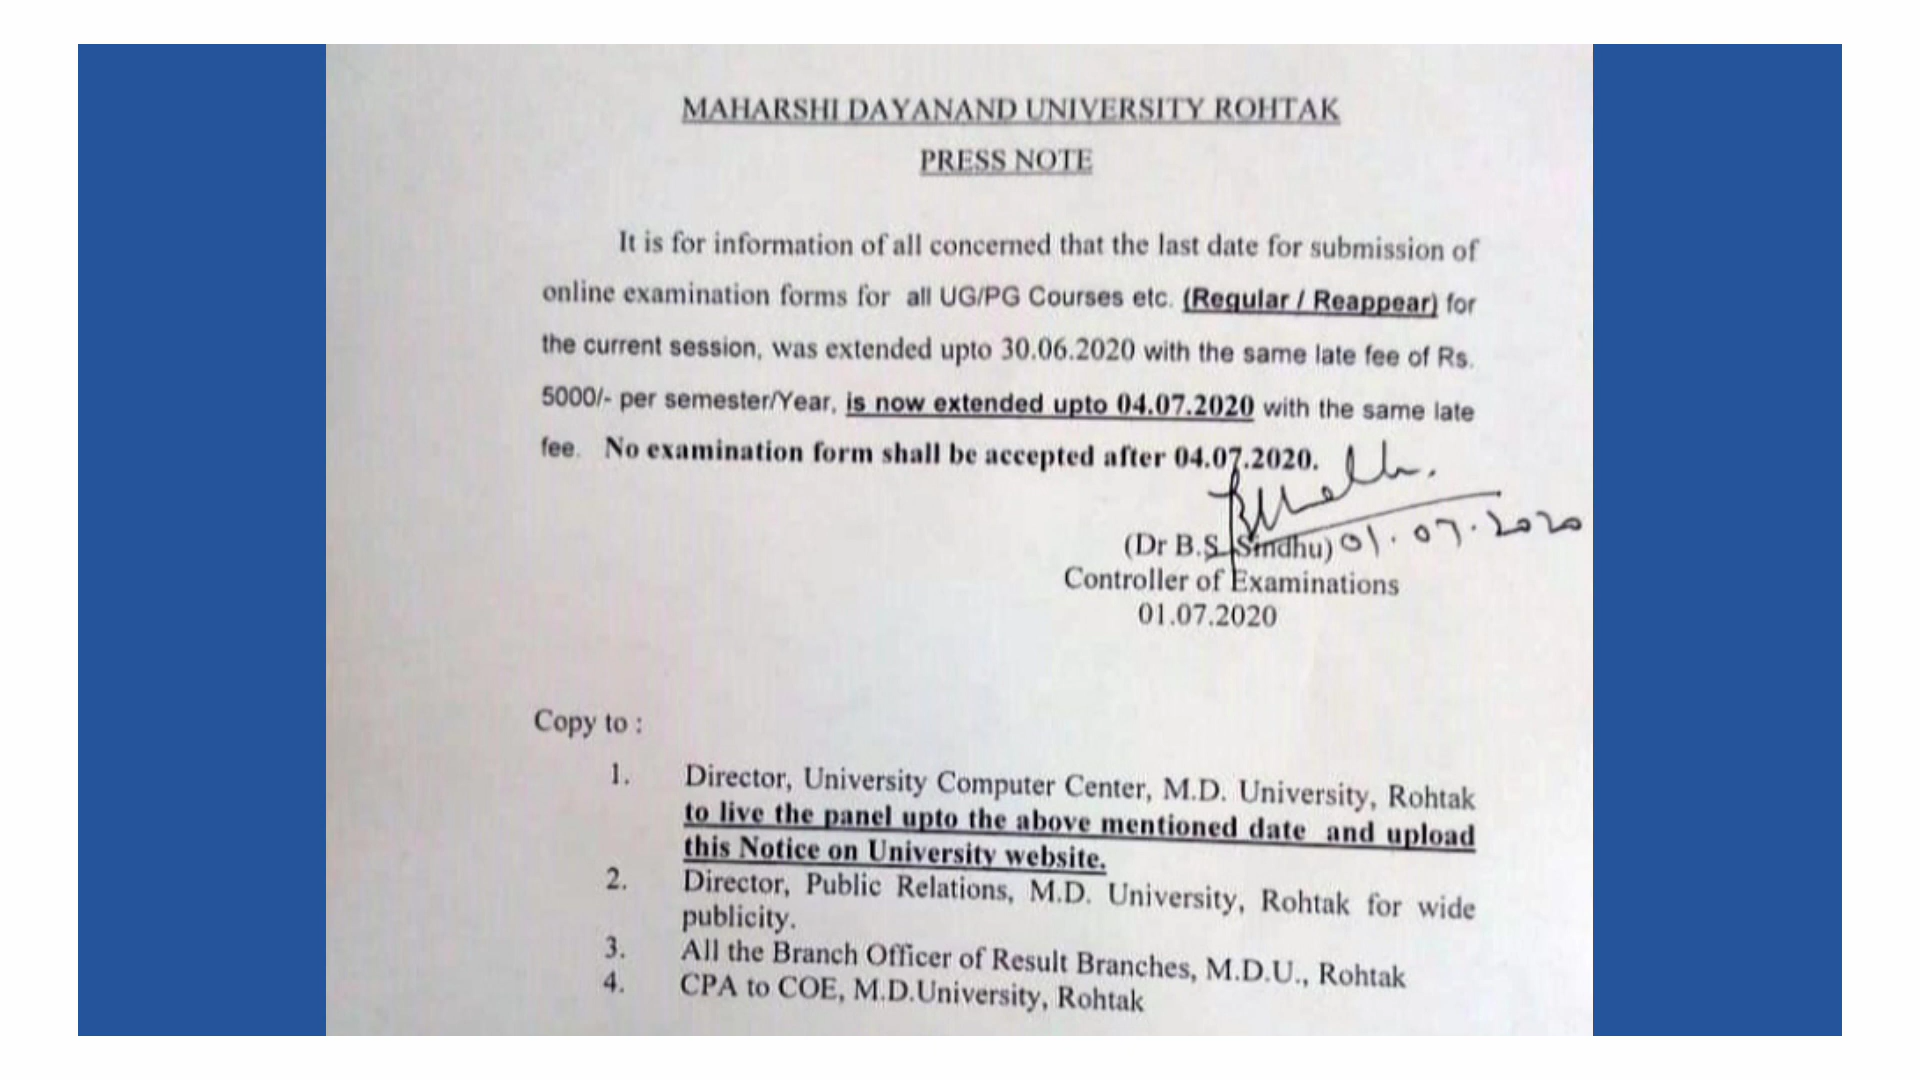 MAHARSHI DAYANAND UNIVERSITY ROHTAK
PRESS NOTE
It is for information of all concerned that the last date for submission of
online examination forms for all UG/PG Courses etc. (Regular / Reappear) for
the current session, was extended upto 30.06.2020 with the same late fee of Rs.
5000/- per semester/Year, is now extended upto 04.07.2020 with the same late
fee. No examination form shall be accepted after 04.07.2020.
(Dr B.S. Sindhu) 01.07.2020
Controller of Examinations
01.07.2020
Copy to :
1. Director, University Computer Center, M.D. University, Rohtak
to live the panel upto the above mentioned date and upload
this Notice on University website.
2. Director, Public Relations, M.D. University, Rohtak for wide
publicity.
3. All the Branch Officer of Result Branches, M.D.U., Rohtak
4. CPA to COE, M.D.University, Rohtak